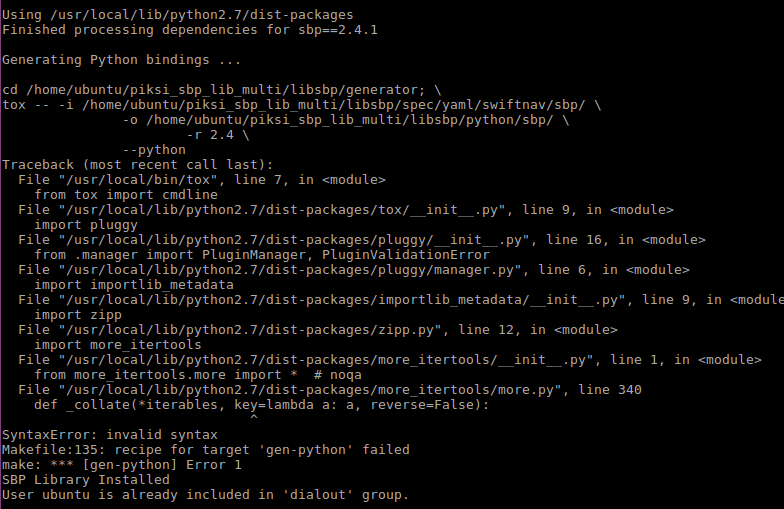 Using /usr/local/lib/python2.7/dist-packages
Finished processing dependencies for sbp==2.4.1
Generating Python bindings ...
cd /home/ubuntu/piksi_sbp_lib_multi/libsbp/generator; \
tox -- -i /home/ubuntu/piksi_sbp_lib_multi/libsbp/spec/yaml/swiftnav/sbp/ \
-o /home/ubuntu/piksi_sbp_lib_multi/libsbp/python/sbp/ \
-r 2.4 \
--python
Traceback (most recent call last):
File "/usr/local/bin/tox", line 7, in <module>
from tox import cmdline
File "/usr/local/lib/python2.7/dist-packages/tox/__init__.py", line 9, in <module>
import pluggy
File "/usr/local/lib/python2.7/dist-packages/pluggy/__init__.py", line 16, in <module>
from .manager import PluginManager, PluginValidationError
File "/usr/local/lib/python2.7/dist-packages/pluggy/manager.py", line 6, in <module>
import importlib_metadata
File "/usr/local/lib/python2.7/dist-packages/importlib_metadata/__init__.py", line 9, in <module
import zipp
File "/usr/local/lib/python2.7/dist-packages/zipp.py", line 12, in <module>
import more_itertools
File "/usr/local/lib/python2.7/dist-packages/more_itertools/__init__.py", line 1, in <module>
from more_itertools.more import *  # noqa
File "/usr/local/lib/python2.7/dist-packages/more_itertools/more.py", line 340
def _collate(*iterables, key=lambda a: a, reverse=False):
^
SyntaxError: invalid syntax
Makefile:135: recipe for target 'gen-python' failed
make: *** [gen-python] Error 1
SBP Library Installed
User ubuntu is already included in 'dialout' group.